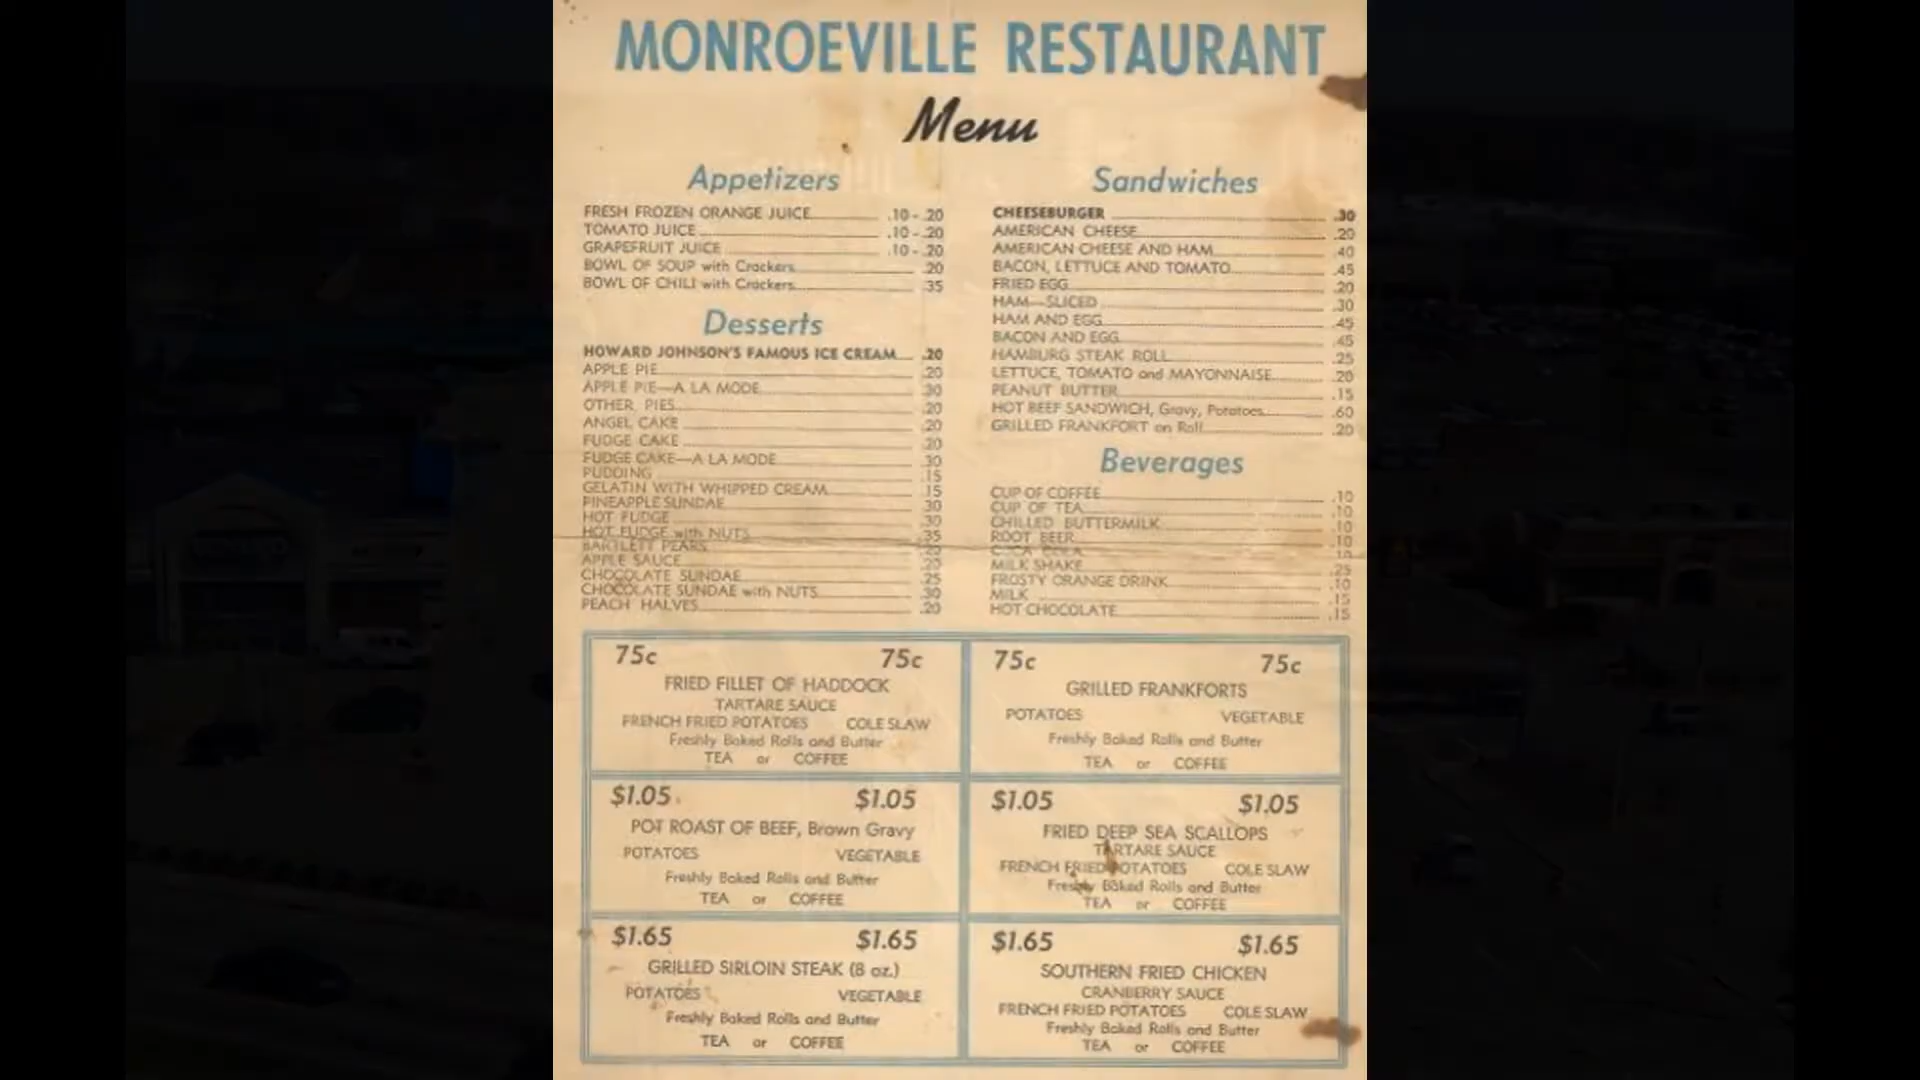 MONROEVILLE RESTAURANT
Menu
Appetizers
FRESH FROZEN ORANGE JUICE .10 - .20
TOMATO JUICE .10 - .20
GRAPEFRUIT JUICE .10 - .20
BOWL OF SOUP with Crackers .20
BOWL OF CHILI with Crackers .35
Desserts
HOWARD JOHNSON'S FAMOUS ICE CREAM .20
APPLE PIE .20
APPLE PIE—A LA MODE .30
OTHER PIES .20
ANGEL CAKE .20
FUDGE CAKE .20
FUDGE CAKE—A LA MODE .30
PUDDING .15
GELATIN WITH WHIPPED CREAM .15
PINEAPPLE SUNDAE .30
HOT FUDGE .30
HOT FUDGE with NUTS .35
BARTLETT PEARS .20
APPLE SAUCE .20
CHOCOLATE SUNDAE .25
CHOCOLATE SUNDAE with NUTS .30
PEACH HALVES .20
Sandwiches
CHEESEBURGER .30
AMERICAN CHEESE .20
AMERICAN CHEESE AND HAM .40
BACON, LETTUCE AND TOMATO .45
FRIED EGG .20
HAM—SLICED .30
HAM AND EGG .45
BACON AND EGG .45
HAMBURG STEAK ROLL .25
LETTUCE, TOMATO and MAYONNAISE .20
PEANUT BUTTER .15
HOT BEEF SANDWICH, Gravy, Potatoes .60
GRILLED FRANKFORT on Roll .20
Beverages
CUP OF COFFEE .10
CUP OF TEA .10
CHILLED BUTTERMILK .10
ROOT BEER .10
COCA COLA .10
MILK SHAKE .25
FROSTY ORANGE DRINK .10
MILK .15
HOT CHOCOLATE .15
75c 75c
FRIED FILLET OF HADDOCK
TARTARE SAUCE
FRENCH FRIED POTATOES COLE SLAW
Freshly Baked Rolls and Butter
TEA or COFFEE
75c 75c
GRILLED FRANKFORTS
POTATOES VEGETABLE
Freshly Baked Rolls and Butter
TEA or COFFEE
$1.05 $1.05
POT ROAST OF BEEF, Brown Gravy
POTATOES VEGETABLE
Freshly Baked Rolls and Butter
TEA or COFFEE
$1.05 $1.05
FRIED DEEP SEA SCALLOPS
TARTARE SAUCE
FRENCH FRIED POTATOES COLE SLAW
Freshly Baked Rolls and Butter
TEA or COFFEE
$1.65 $1.65
GRILLED SIRLOIN STEAK (8 oz.)
POTATOES VEGETABLE
Freshly Baked Rolls and Butter
TEA or COFFEE
$1.65 $1.65
SOUTHERN FRIED CHICKEN
CRANBERRY SAUCE
FRENCH FRIED POTATOES COLE SLAW
Freshly Baked Rolls and Butter
TEA or COFFEE